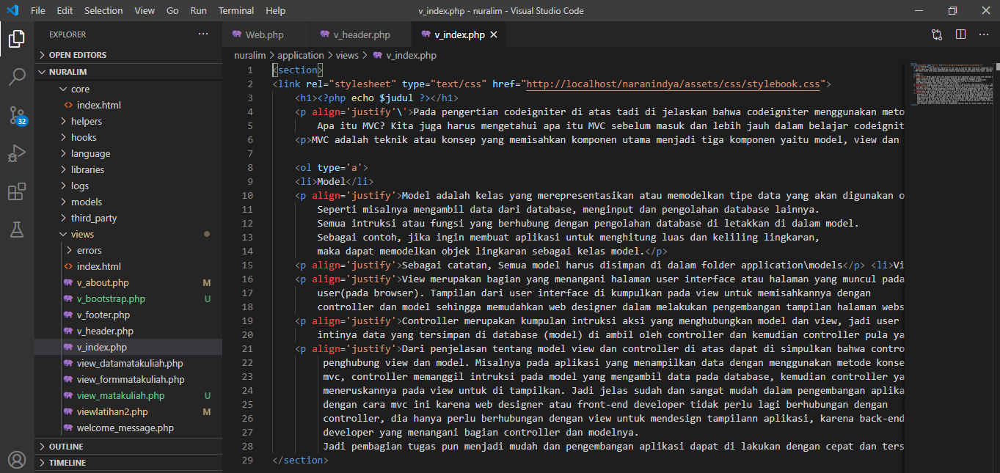 File Edit Selection View Go Run Terminal Help
v_index.php - nuralim - Visual Studio Code
EXPLORER
Web.php
v_header.php
v_index.php
OPEN EDITORS
NURALIM
core
index.html
helpers
hooks
language
libraries
logs
models
third_party
views
errors
index.html
v_about.php M
v_bootstrap.php U
v_footer.php
v_header.php
v_index.php
view_datamatakuliah.php
view_formmatakuliah.php
view_matakuliah.php U
viewlatihan2.php M
welcome_message.php
OUTLINE
TIMELINE
32
nuralim > application > views > v_index.php
1 <section>
2 <link rel="stylesheet" type="text/css" href="http://localhost/naranindya/assets/css/stylebook.css">
3 <h1><?php echo $judul ?></h1>
4 <p align='justify'\'>Pada pengertian codeigniter di atas tadi di jelaskan bahwa codeigniter menggunakan meto
5 Apa itu MVC? Kita juga harus mengetahui apa itu MVC sebelum masuk dan lebih jauh dalam belajar codeignit
6 <p>MVC adalah teknik atau konsep yang memisahkan komponen utama menjadi tiga komponen yaitu model, view dan
7
8 <ol type='a'>
9 <li>Model</li>
10 <p align='justify'>Model adalah kelas yang merepresentasikan atau memodelkan tipe data yang akan digunakan o
11 Seperti misalnya mengambil data dari database, menginput dan pengolahan database lainnya.
12 Semua intruksi atau fungsi yang berhubung dengan pengolahan database di letakkan di dalam model.
13 Sebagai contoh, jika ingin membuat aplikasi untuk menghitung luas dan keliling lingkaran,
14 maka dapat memodelkan objek lingkaran sebagai kelas model.</p>
15 <p align='justify'>Sebagai catatan, Semua model harus disimpan di dalam folder application\models</p> <li>Vi
16 <p align='justify'>View merupakan bagian yang menangani halaman user interface atau halaman yang muncul pada
17 user(pada browser). Tampilan dari user interface di kumpulkan pada view untuk memisahkannya dengan
18 controller dan model sehingga memudahkan web designer dalam melakukan pengembangan tampilan halaman webs
19 <p align='justify'>Controller merupakan kumpulan intruksi aksi yang menghubungkan model dan view, jadi user
20 intinya data yang tersimpan di database (model) di ambil oleh controller dan kemudian controller pula ya
21 <p align='justify'>Dari penjelasan tentang model view dan controller di atas dapat di simpulkan bahwa contro
22 penghubung view dan model. Misalnya pada aplikasi yang menampilkan data dengan menggunakan metode konse
23 mvc, controller memanggil intruksi pada model yang mengambil data pada database, kemudian controller ya
24 meneruskannya pada view untuk di tampilkan. Jadi jelas sudah dan sangat mudah dalam pengembangan aplika
25 dengan cara mvc ini karena web designer atau front-end developer tidak perlu lagi berhubungan dengan
26 controller, dia hanya perlu berhubungan dengan view untuk mendesign tampilann aplikasi, karena back-end
27 developer yang menangani bagian controller dan modelnya.
28 Jadi pembagian tugas pun menjadi mudah dan pengembangan aplikasi dapat di lakukan dengan cepat dan ters
29 </section>